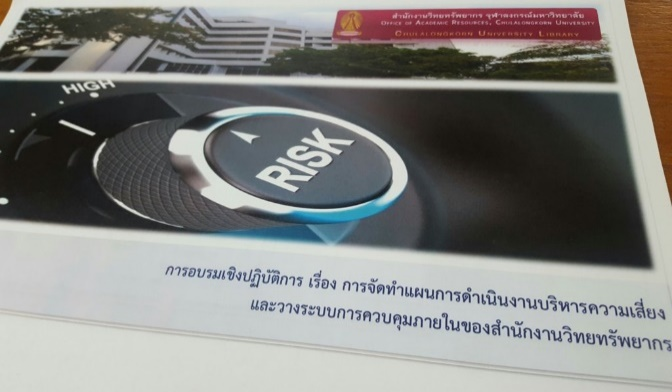 สำนักงานวิทยทรัพยากร จุฬาลงกรณ์มหาวิทยาลัย
OFFICE OF ACADEMIC RESOURCES, CHULALONGKORN UNIVERSITY
CHULALONGKORN UNIVERSITY LIBRARY
HIGH
RISK
การอบรมเชิงปฏิบัติการ เรื่อง การจัดทำแผนการดำเนินงานบริหารความเสี่ยง
และวางระบบการควบคุมภายในของสำนักงานวิทยทรัพยากร